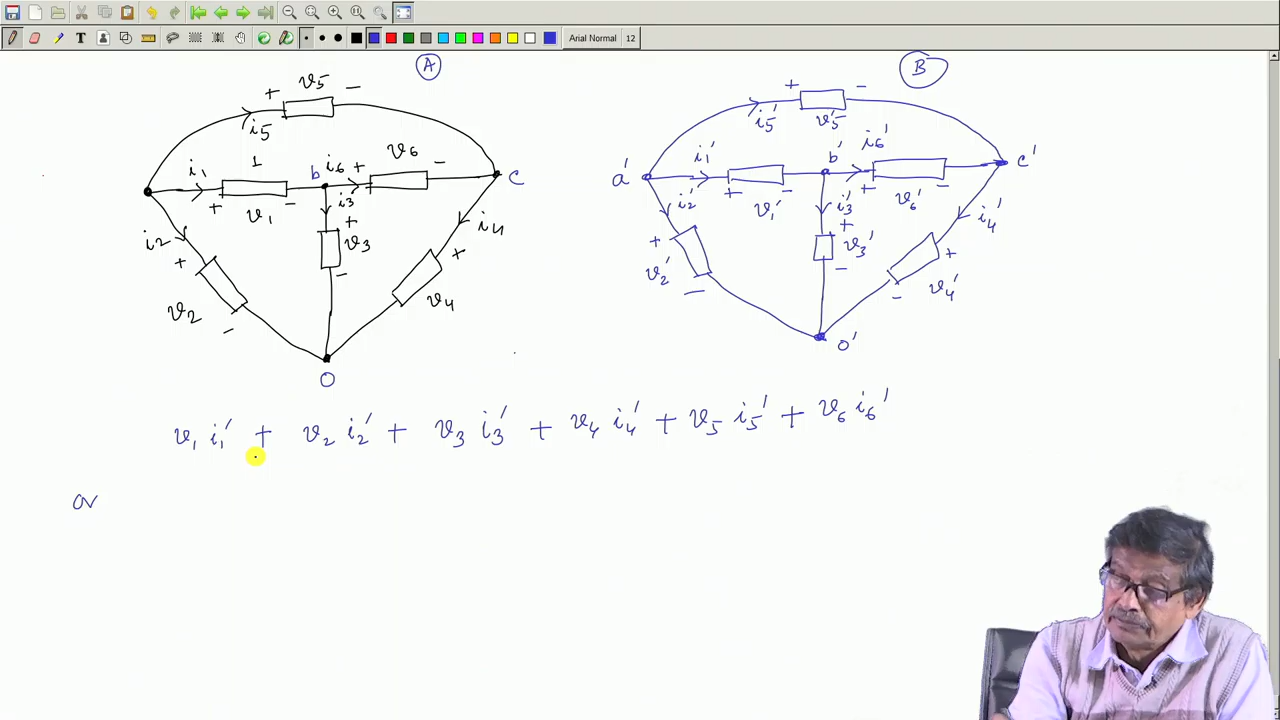 Arial Normal 12
A B
+ v5 − + v5' −
i5 i5'
i1 1 b i6 + v6 − c
+ v1 − i3
i2 + v3 − i4
+ v2 − + v4
O
a' i1' b' i6' c'
+ v1' − + v6' −
i2' i3' i4'
+ v2' − + v3' − + v4' −
O'
v1 i1' + v2 i2' + v3 i3' + v4 i4' + v5 i5' + v6 i6'
or